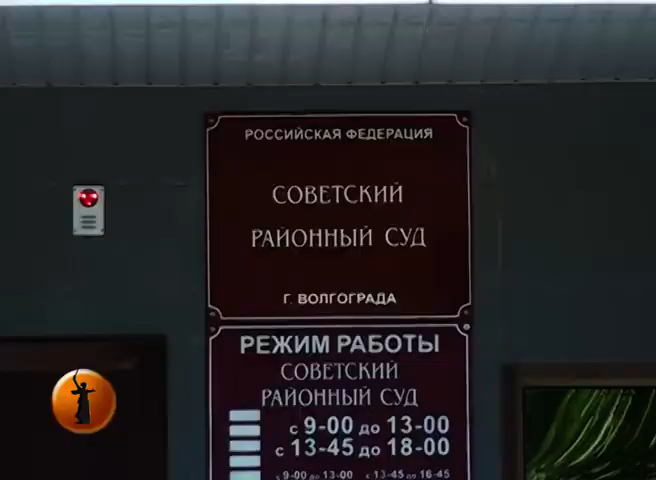 РОССИЙСКАЯ ФЕДЕРАЦИЯ
СОВЕТСКИЙ
РАЙОННЫЙ СУД
Г. ВОЛГОГРАДА
РЕЖИМ РАБОТЫ
СОВЕТСКИЙ
РАЙОННЫЙ СУД
с 9-00 до 13-00
с 13-45 до 18-00
с 9-00 до 13-00 с 13-45 до 16-45